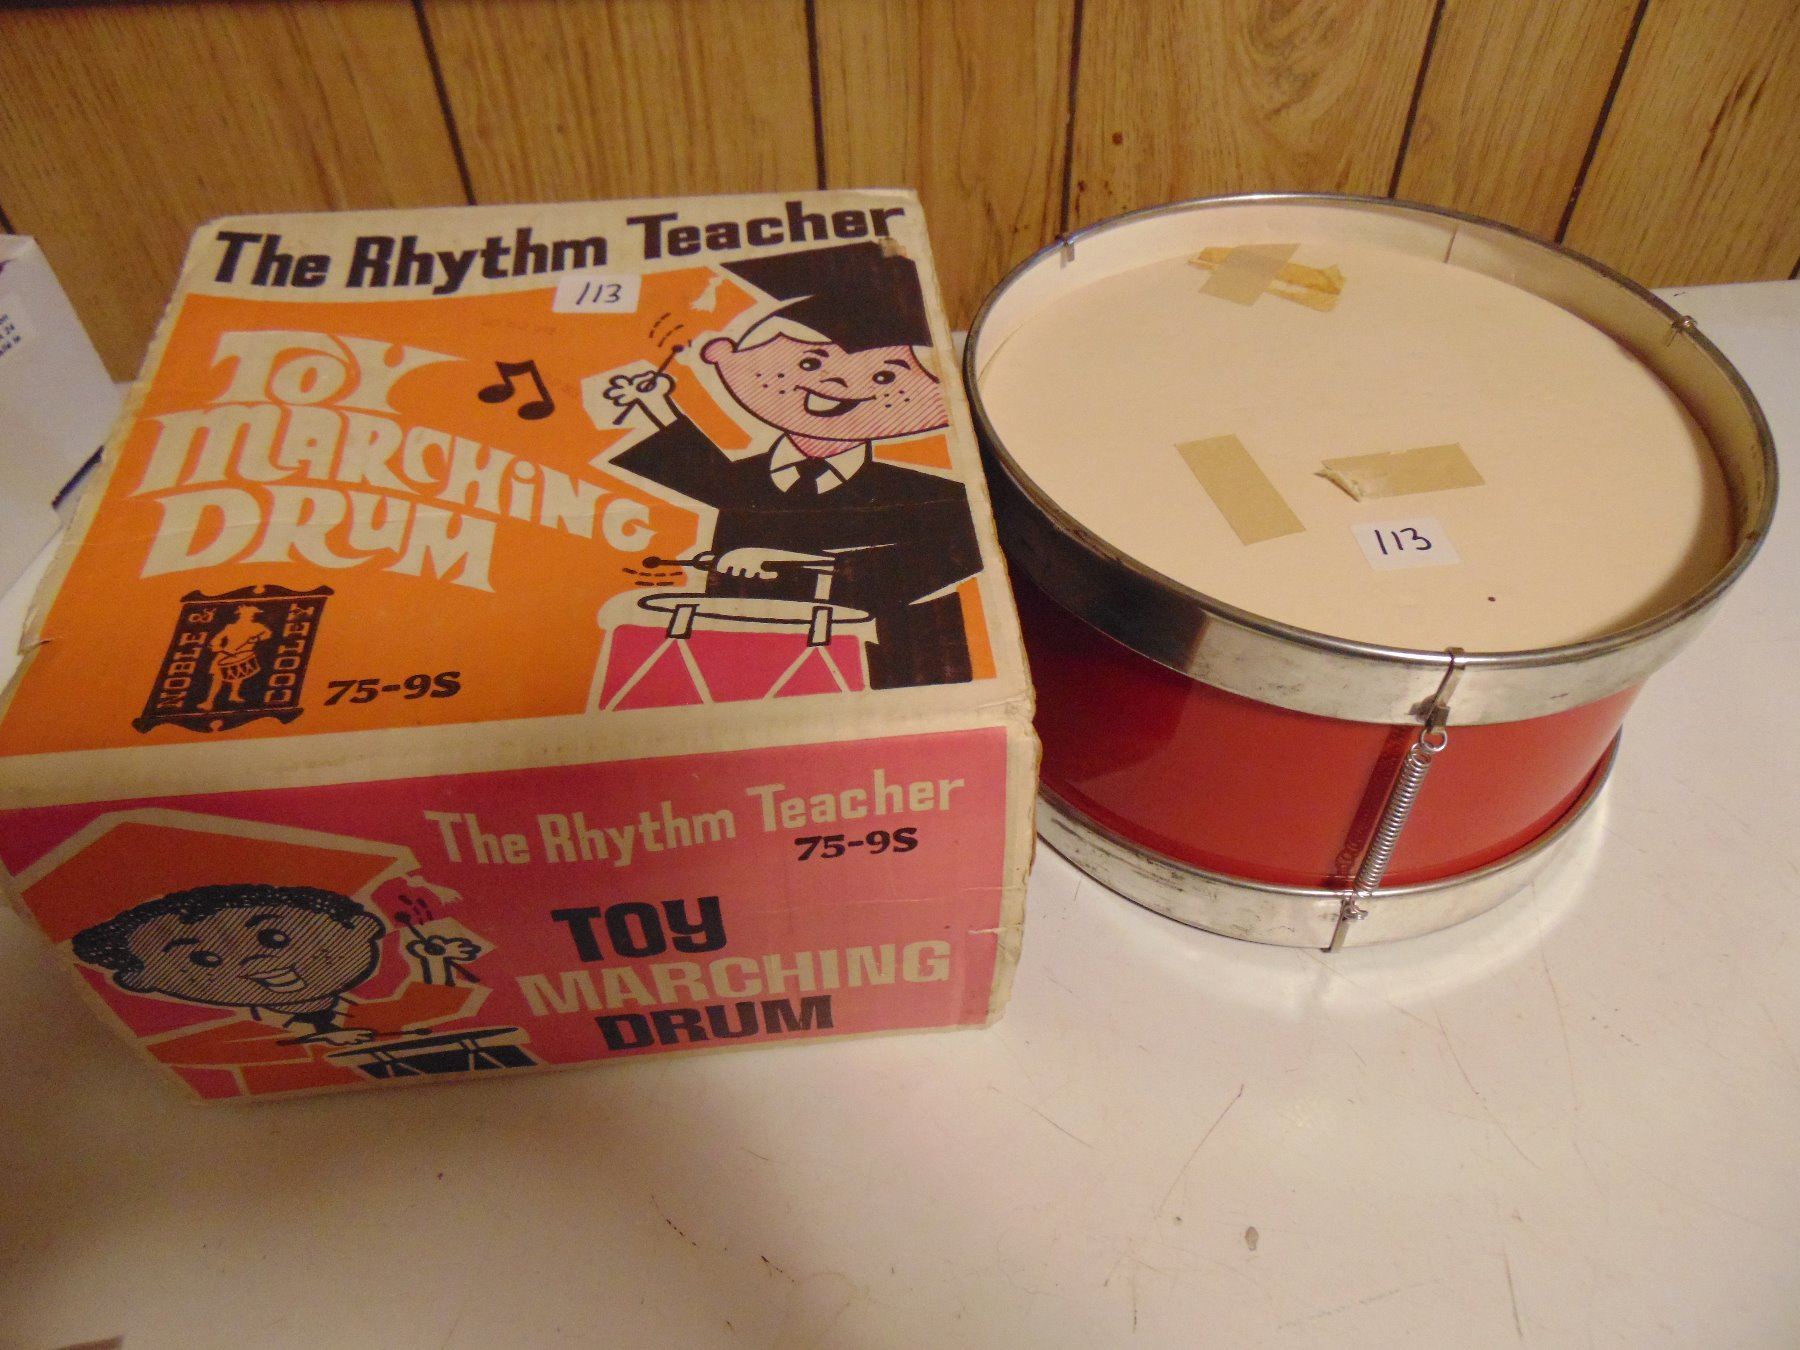 The Rhythm Teacher
113
TOY
MARCHiNG
DRuM
NOBLE & COOLEY
75-9S
The Rhythm Teacher
75-9S
TOY
MARCHING
DRUM
113